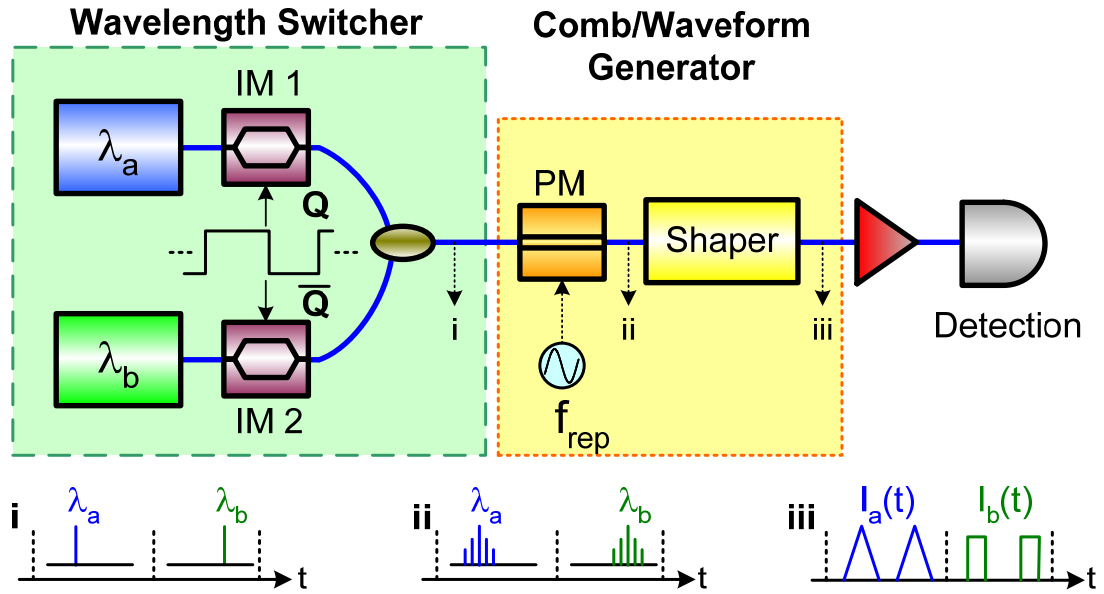 Wavelength Switcher
Comb/Waveform
Generator
IM 1
λa
Q
PM
Shaper
i
ii
iii
Q̅
Detection
λb
IM 2
frep
i
λa
λb
t
ii
λa
λb
t
iii
Ia(t)
Ib(t)
t